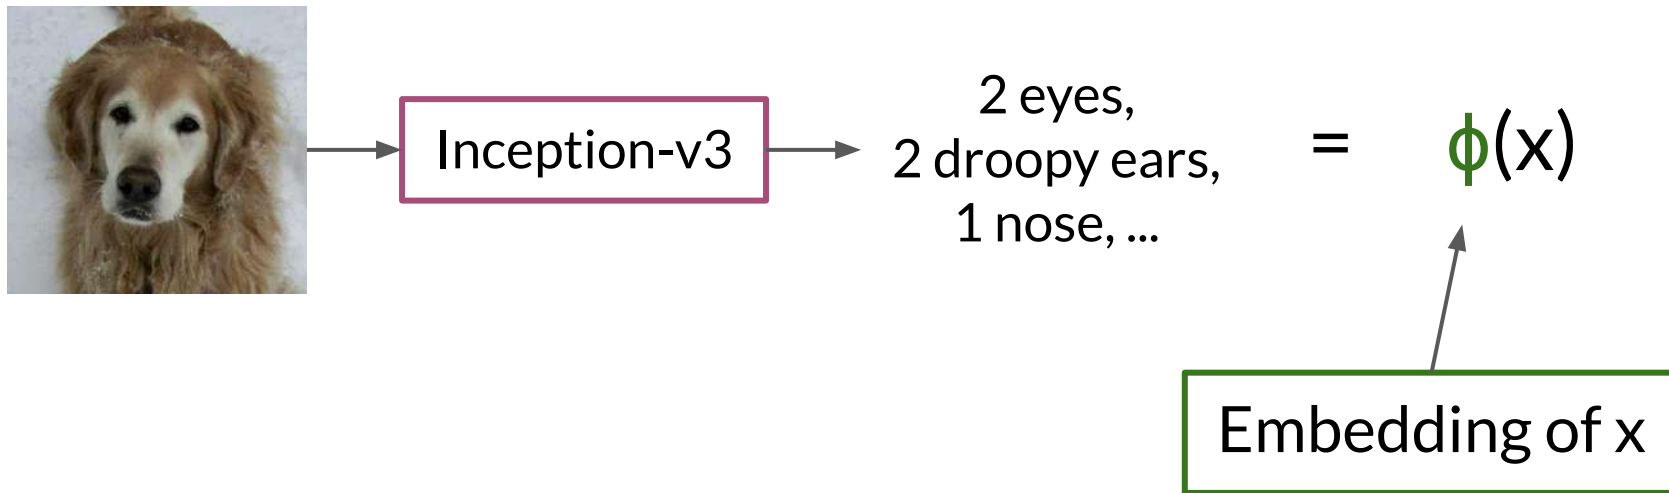 Inception-v3
2 eyes,
2 droopy ears,
1 nose, ...
= ϕ(x)
Embedding of x